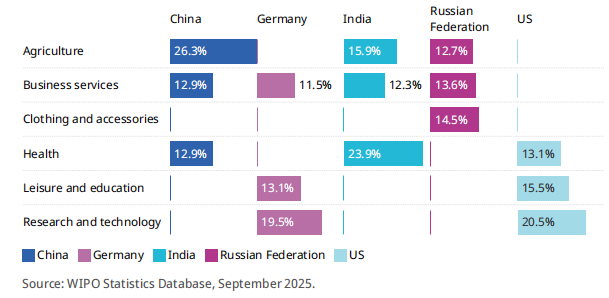 China Germany India Russian Federation US
Agriculture 26.3% 15.9% 12.7%
Business services 12.9% 11.5% 12.3% 13.6%
Clothing and accessories 14.5%
Health 12.9% 23.9% 13.1%
Leisure and education 13.1% 15.5%
Research and technology 19.5% 20.5%
China Germany India Russian Federation US
Source: WIPO Statistics Database, September 2025.